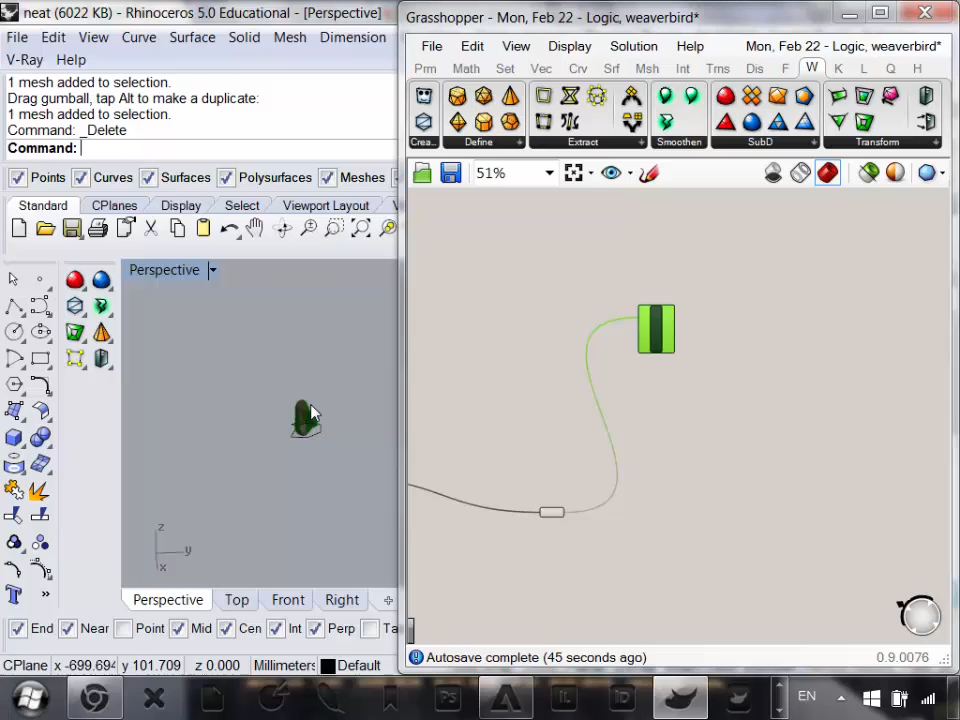 neat (6022 KB) - Rhinoceros 5.0 Educational - [Perspective]
File Edit View Curve Surface Solid Mesh Dimension
V-Ray Help
1 mesh added to selection.
Drag gumball, tap Alt to make a duplicate:
1 mesh added to selection.
Command: _Delete
Command:
Points Curves Surfaces Polysurfaces Meshes
Standard CPlanes Display Select Viewport Layout
Perspective
z
y
x
Perspective Top Front Right
End Near Point Mid Cen Int Perp Ta
CPlane x -699.694 y 101.709 z 0.000 Millimeters Default
Grasshopper - Mon, Feb 22 - Logic, weaverbird*
File Edit View Display Solution Help Mon, Feb 22 - Logic, weaverbird*
Prm Math Set Vec Crv Srf Msh Int Trns Dis F W K L Q H
Crea... Define Extract Smoothen SubD Transform
51%
Autosave complete (45 seconds ago) 0.9.0076
PS iL iD EN